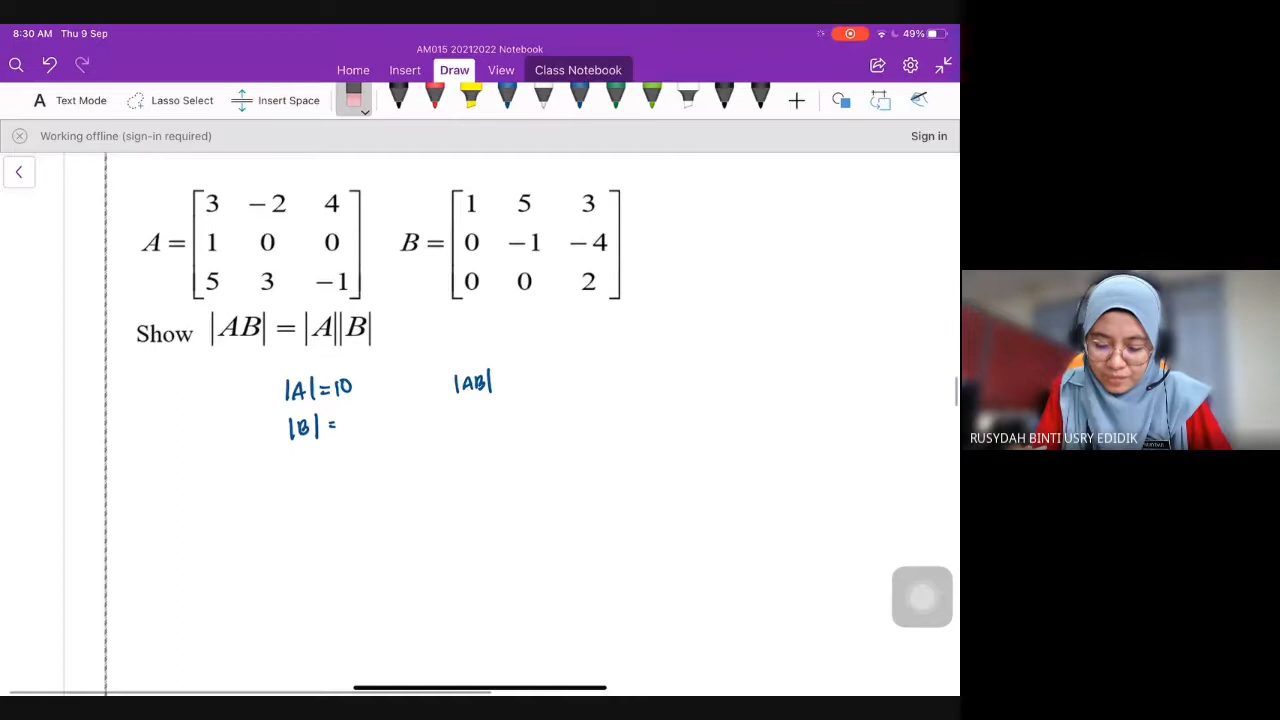 8:30 AM Thu 9 Sep
49%
AM015 20212022 Notebook
Home Insert Draw View Class Notebook
A Text Mode Lasso Select Insert Space
Working offline (sign-in required) Sign in
A = [3 -2 4; 1 0 0; 5 3 -1] B = [1 5 3; 0 -1 -4; 0 0 2]
Show |AB| = |A||B|
|A| = 10 |AB|
|B| =
RUSYDAH BINTI USRY EDIDIK